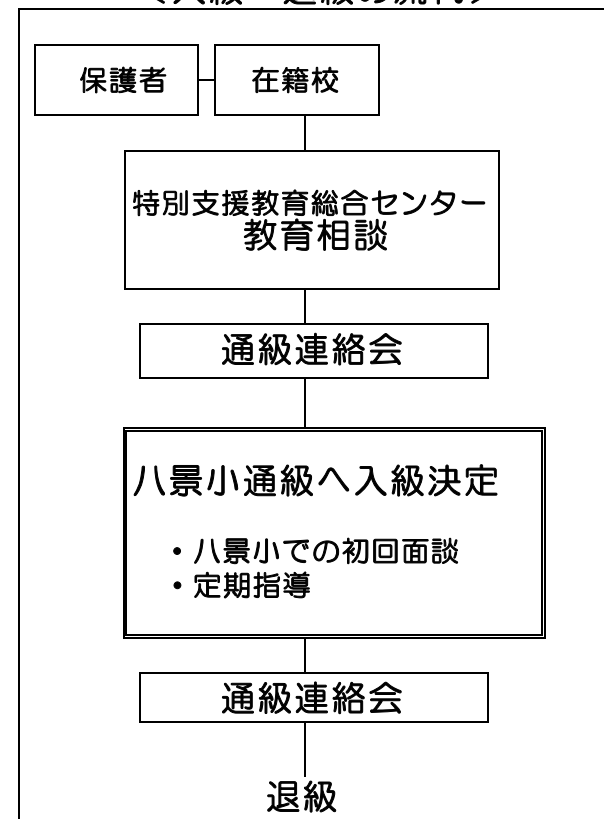 保護者
在籍校
特別支援教育総合センター
教育相談
通級連絡会
八景小通級へ入級決定
・八景小での初回面談
・定期指導
通級連絡会
退級